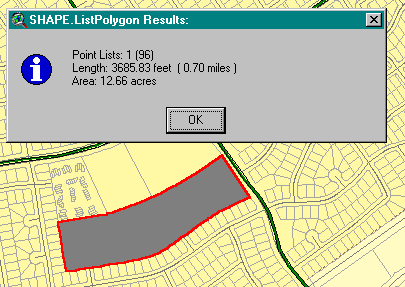 SHAPE.ListPolygon Results:
Point Lists: 1 (96)
Length: 3685.83 feet  ( 0.70 miles )
Area: 12.66 acres
OK